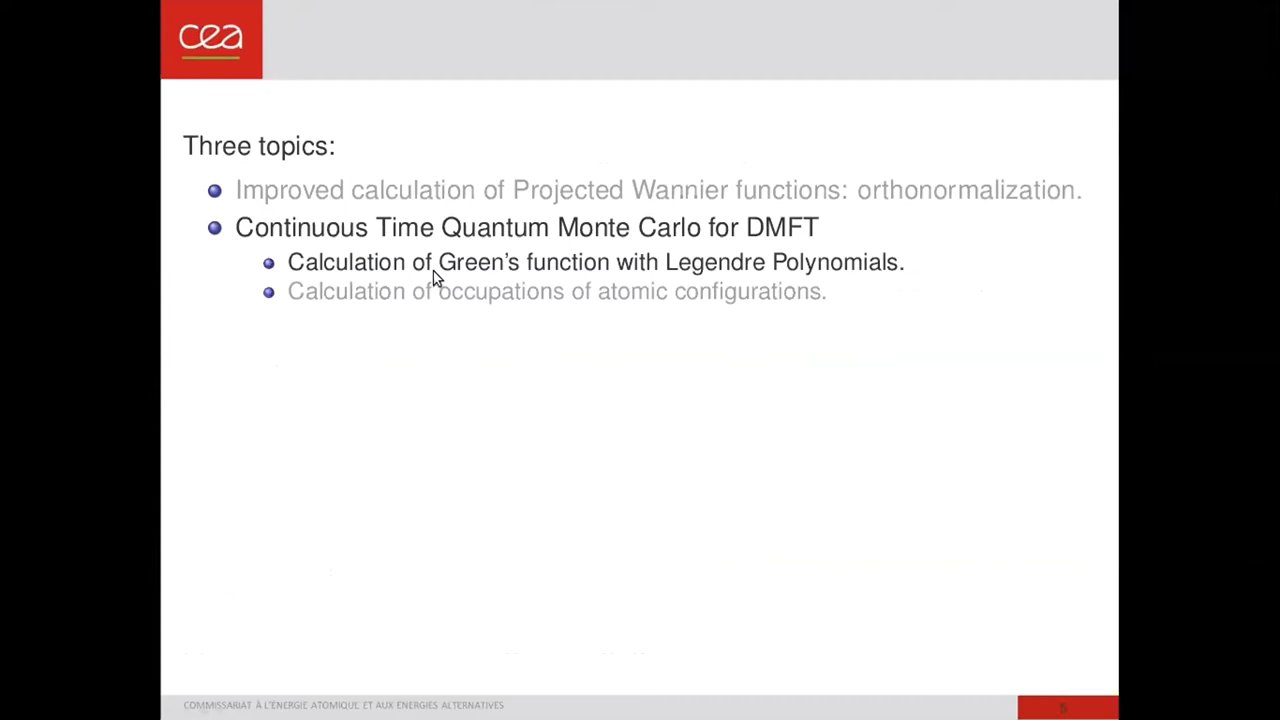 cea
Three topics:
Improved calculation of Projected Wannier functions: orthonormalization.
Continuous Time Quantum Monte Carlo for DMFT
Calculation of Green's function with Legendre Polynomials.
Calculation of occupations of atomic configurations.
COMMISSARIAT À L'ÉNERGIE ATOMIQUE ET AUX ÉNERGIES ALTERNATIVES
5